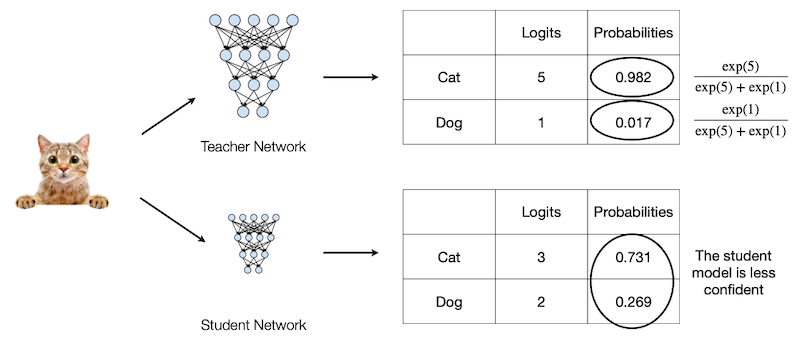 Logits Probabilities
Cat 5 0.982 exp(5) / exp(5) + exp(1)
Dog 1 0.017 exp(1) / exp(5) + exp(1)
Teacher Network
Logits Probabilities
Cat 3 0.731
Dog 2 0.269
The student
model is less
confident
Student Network